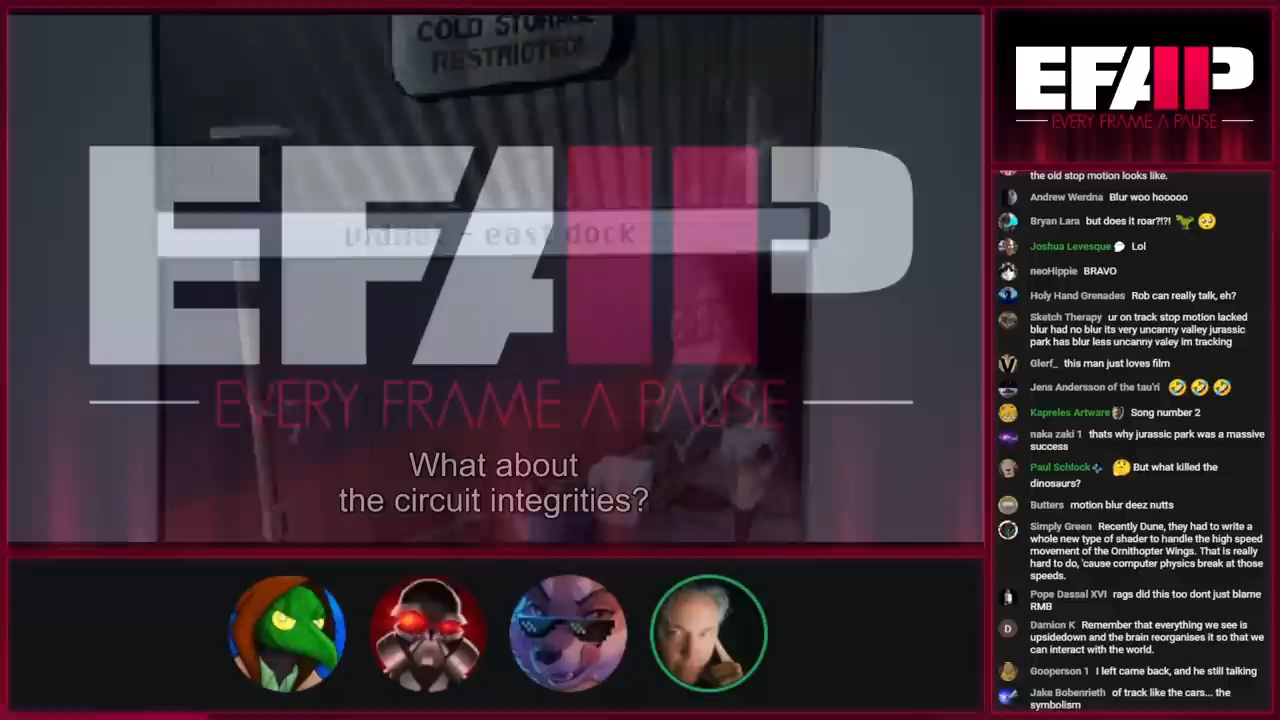 COLD STORAGE
RESTRICTED!
- east dock
EFAP
EVERY FRAME A PAUSE
What about
the circuit integrities?
EFAP
EVERY FRAME A PAUSE
the old stop motion looks like.
Andrew Werdna Blur woo hooooo
Bryan Lara but does it roar?!?! 🦖 🥺
Joshua Levesque Lol
neoHippie BRAVO
Holy Hand Grenades Rob can really talk, eh?
Sketch Therapy ur on track stop motion lacked
blur had no blur its very uncanny valley jurassic
park has blur less uncanny valey im tracking
Glerf_ this man just loves film
Jens Andersson of the tau'ri 🤣 🤣 🤣
Kapreles Artware Song number 2
naka zaki 1 thats why jurassic park was a massive
success
Paul Schlock 🤔 But what killed the
dinosaurs?
Butters motion blur deez nutts
Simply Green Recently Dune, they had to write a
whole new type of shader to handle the high speed
movement of the Ornithopter Wings. That is really
hard to do, 'cause computer physics break at those
speeds.
Pope Dassal XVI rags did this too dont just blame
RMB
D
Damion K Remember that everything we see is
upsidedown and the brain reorganises it so that we
can interact with the world.
Gooperson 1 I left came back, and he still talking
Jake Bobenrieth of track like the cars... the
symbolism